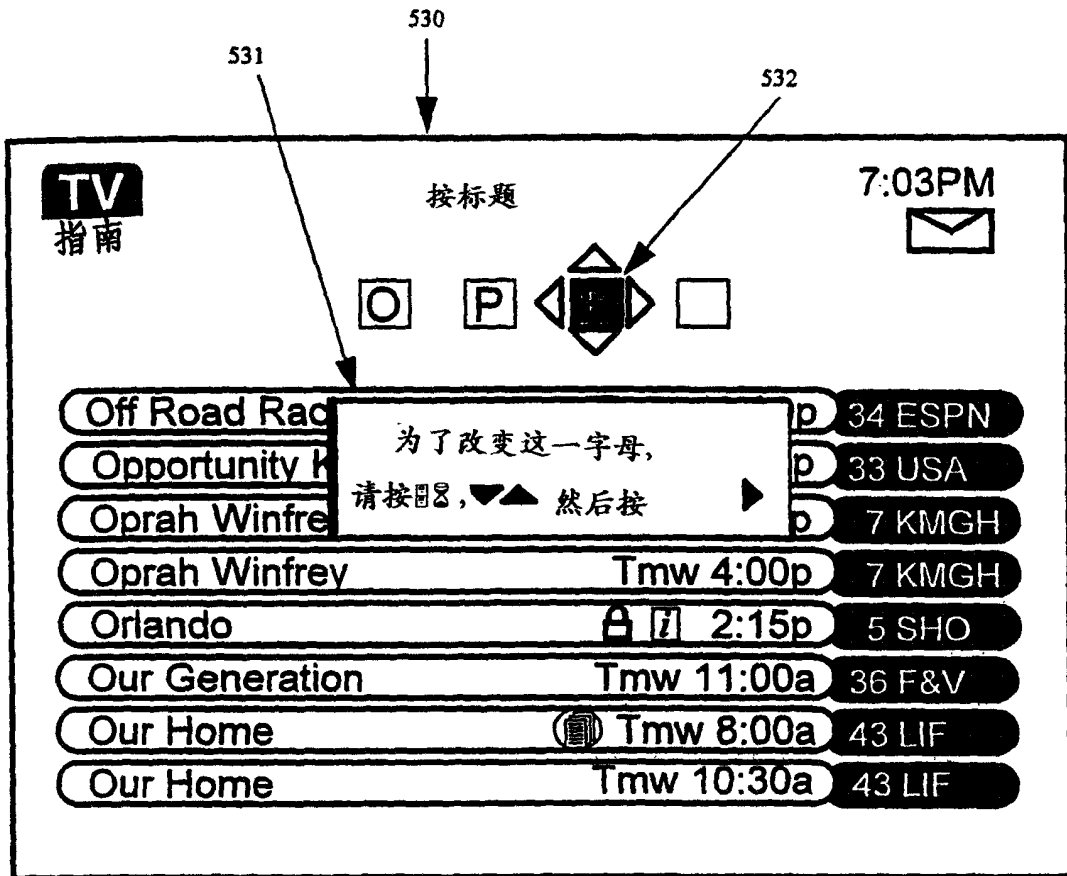 530
531
532
TV
指南
按标题
7:03PM
O P
Off Road Rac p 34 ESPN
为了改变这一字母,
Opportunity K p 33 USA
请按 , ▼▲ 然后按 ▶
Oprah Winfre p 7 KMGH
Oprah Winfrey Tmw 4:00p 7 KMGH
Orlando i 2:15p 5 SHO
Our Generation Tmw 11:00a 36 F&V
Our Home Tmw 8:00a 43 LIF
Our Home Tmw 10:30a 43 LIF